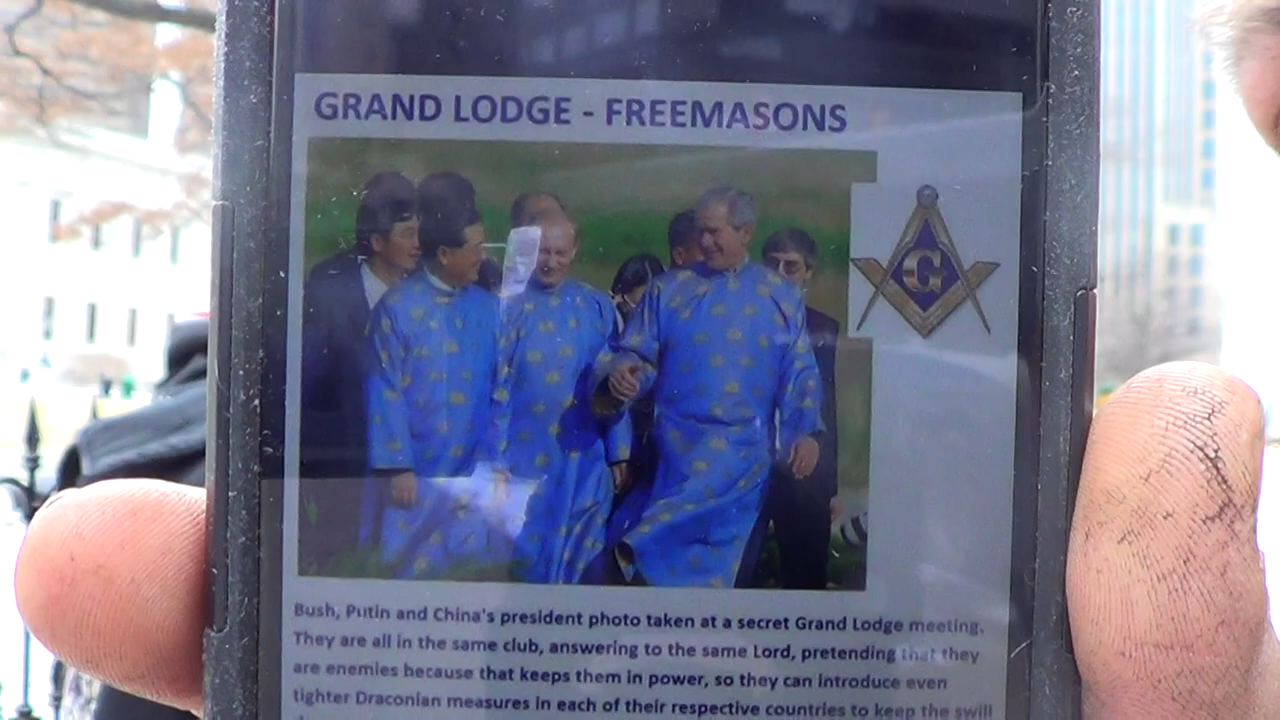 GRAND LODGE - FREEMASONS
G
Bush, Putin and China's president photo taken at a secret Grand Lodge meeting.
They are all in the same club, answering to the same Lord, pretending that they
are enemies because that keeps them in power, so they can introduce even
tighter Draconian measures in each of their respective countries to keep the swill